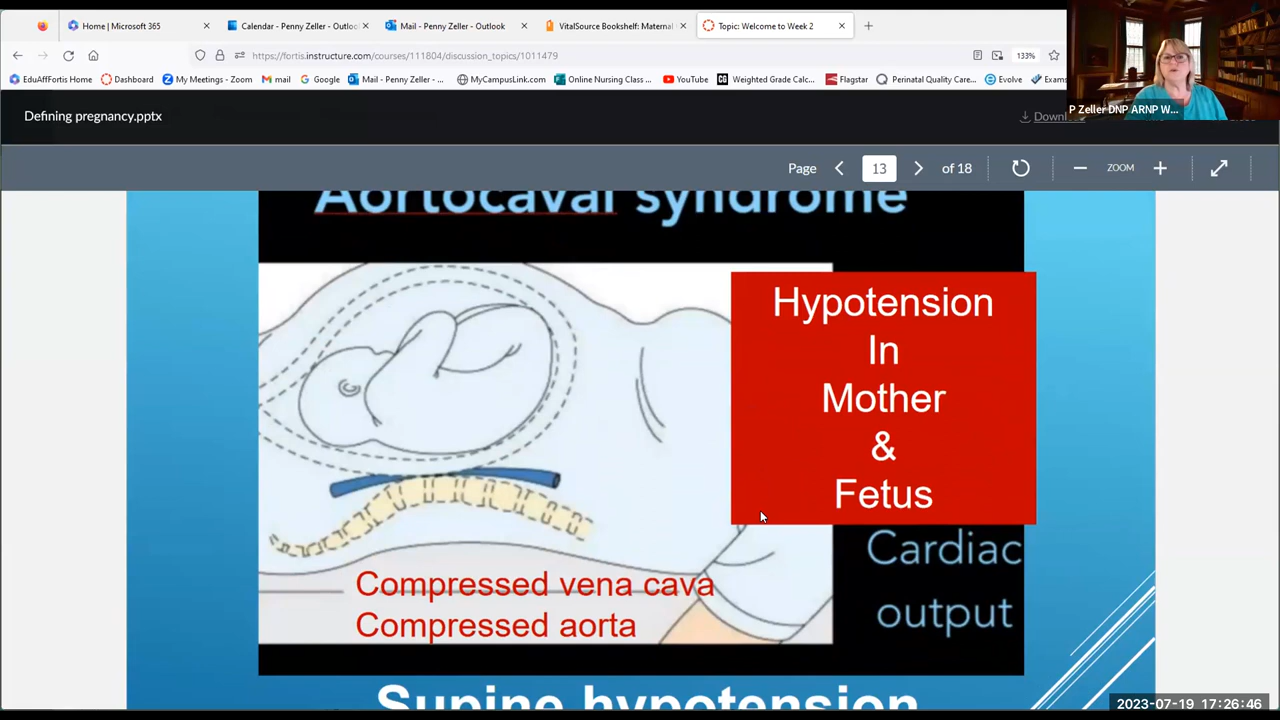 Home | Microsoft 365
Calendar - Penny Zeller - Outloo
Mail - Penny Zeller - Outlook
VitalSource Bookshelf: Maternal
Topic: Welcome to Week 2
https://fortis.instructure.com/courses/111804/discussion_topics/1011479
133%
EduAffFortis Home
Dashboard
My Meetings - Zoom
mail
Google
Mail - Penny Zeller - ...
MyCampusLink.com
Online Nursing Class ...
YouTube
Weighted Grade Calc...
Flagstar
Perinatal Quality Care...
Evolve
Exams
P Zeller DNP ARNP W...
Defining pregnancy.pptx
Page
13
of 18
ZOOM
Aortocaval syndrome
Hypotension
In
Mother
&
Fetus
Cardiac
output
Compressed vena cava
Compressed aorta
Supine hypotension
2023-07-19 17:26:46